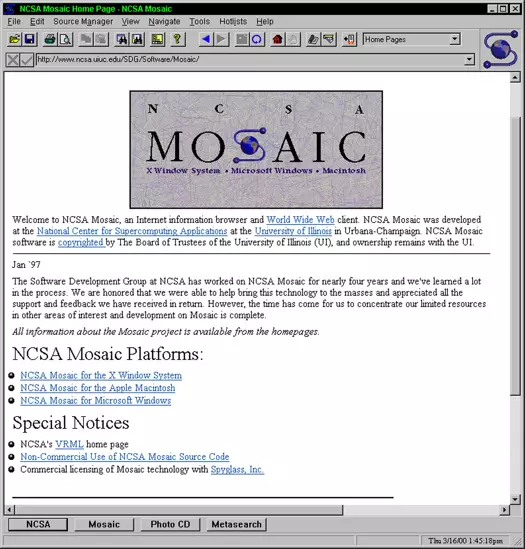 NCSA Mosaic Home Page - NCSA Mosaic
File Edit Source Manager View Navigate Tools Hotlists Help
Home Pages
http://www.ncsa.uiuc.edu/SDG/Software/Mosaic/
N C S A
MOSAIC
X Window System • Microsoft Windows • Macintosh
Welcome to NCSA Mosaic, an Internet information browser and World Wide Web client. NCSA Mosaic was developed
at the National Center for Supercomputing Applications at the University of Illinois in Urbana-Champaign. NCSA Mosaic
software is copyrighted by The Board of Trustees of the University of Illinois (UI), and ownership remains with the UI.
Jan '97
The Software Development Group at NCSA has worked on NCSA Mosaic for nearly four years and we've learned a lot
in the process. We are honored that we were able to help bring this technology to the masses and appreciated all the
support and feedback we have received in return. However, the time has come for us to concentrate our limited resources
in other areas of interest and development on Mosaic is complete.
All information about the Mosaic project is available from the homepages.
NCSA Mosaic Platforms:
NCSA Mosaic for the X Window System
NCSA Mosaic for the Apple Macintosh
NCSA Mosaic for Microsoft Windows
Special Notices
NCSA's VRML home page
Non-Commercial Use of NCSA Mosaic Source Code
Commercial licensing of Mosaic technology with Spyglass, Inc.
NCSA Mosaic Photo CD Metasearch
Thu 3/16/00 1:45:18pm